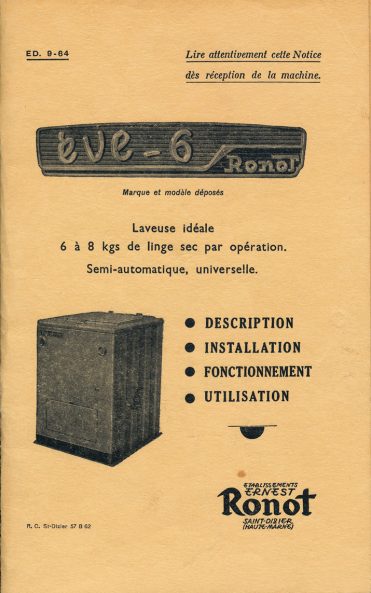 ED. 9-64
Lire attentivement cette Notice
dès réception de la machine.
ève-6 Ronot
Marque et modèle déposés
Laveuse idéale
6 à 8 kgs de linge sec par opération.
Semi-automatique, universelle.
● DESCRIPTION
● INSTALLATION
● FONCTIONNEMENT
● UTILISATION
ETABLISSEMENTS
ERNEST
Ronot
SAINT-DIZIER
(HAUTE-MARNE)
R. C. St-Dizier 57 B 62